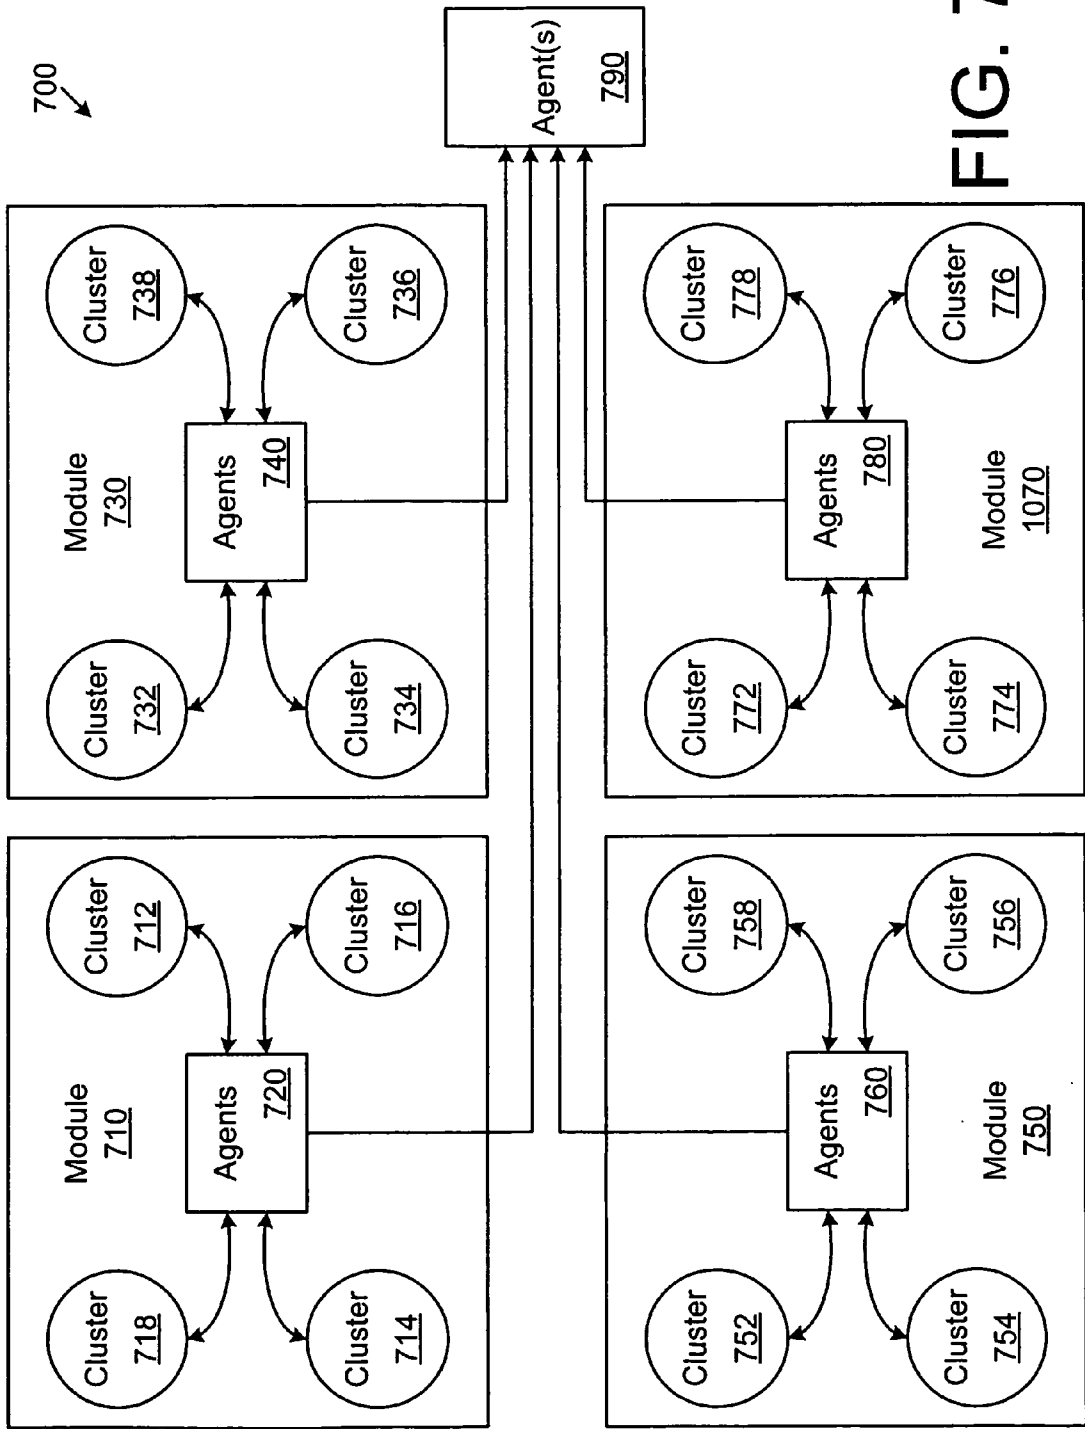 700
Module
710
Cluster
718
Cluster
712
Agents
720
Cluster
714
Cluster
716
Module
730
Cluster
732
Cluster
738
Agents
740
Cluster
734
Cluster
736
Agent(s)
790
Cluster
752
Cluster
758
Agents
760
Cluster
754
Cluster
756
Module
750
Cluster
772
Cluster
778
Agents
780
Cluster
774
Cluster
776
Module
1070
FIG. 7